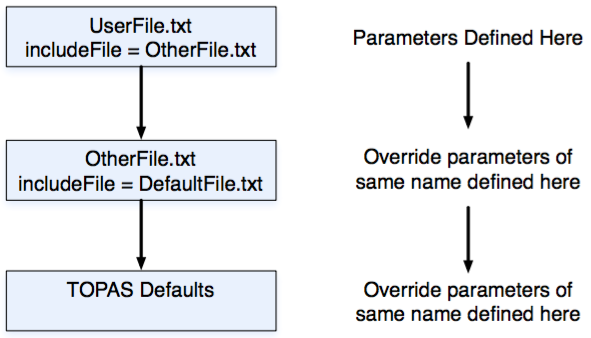 UserFile.txt
includeFile = OtherFile.txt
Parameters Defined Here
OtherFile.txt
includeFile = DefaultFile.txt
Override parameters of
same name defined here
TOPAS Defaults
Override parameters of
same name defined here